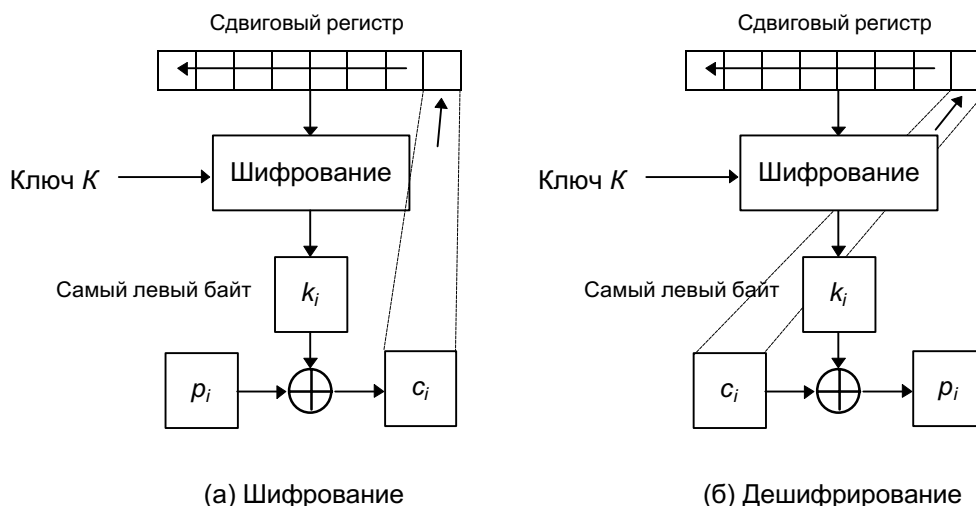 Сдвиговый регистр
Шифрование
Ключ K
Самый левый байт
kᵢ
pᵢ
cᵢ
(а) Шифрование
Сдвиговый регистр
Шифрование
Ключ K
Самый левый байт
kᵢ
cᵢ
pᵢ
(б) Дешифрирование